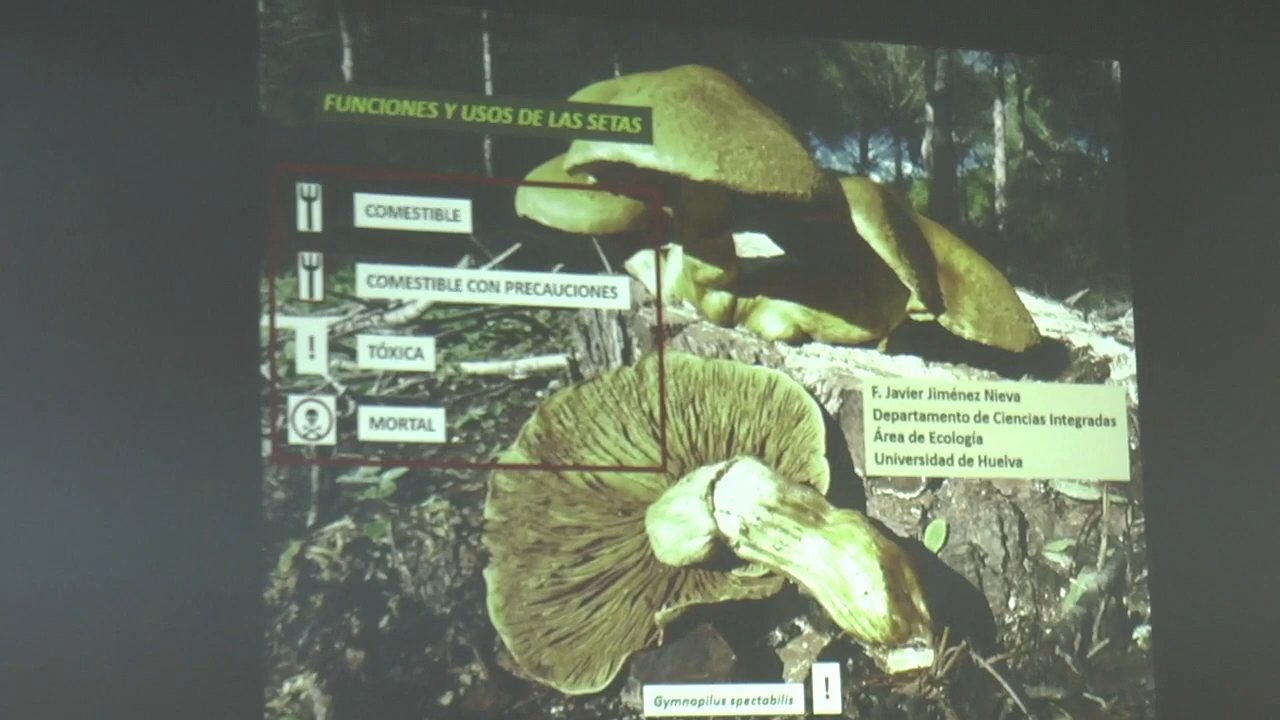 FUNCIONES Y USOS DE LAS SETAS
COMESTIBLE
COMESTIBLE CON PRECAUCIONES
!
TÓXICA
MORTAL
F. Javier Jiménez Nieva
Departamento de Ciencias Integradas
Área de Ecología
Universidad de Huelva
Gymnopilus spectabilis
!